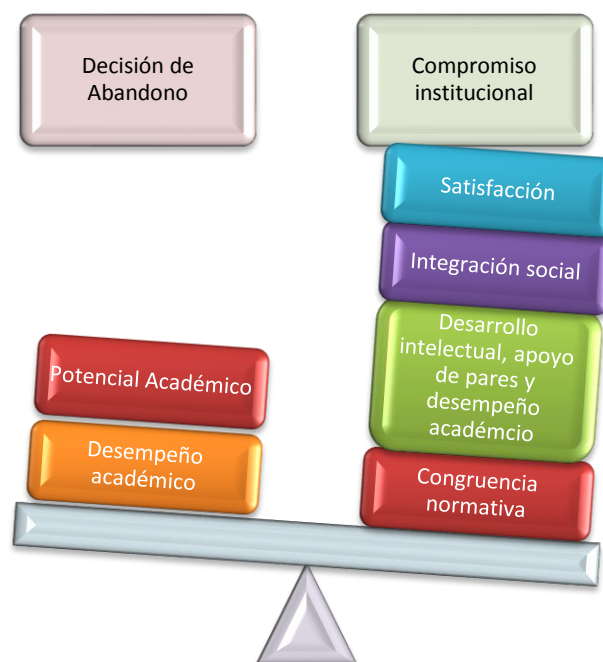 Decisión de
Abandono
Compromiso
institucional
Satisfacción
Integración social
Desarrollo
intelectual, apoyo
de pares y
desempeño
académcio
Potencial Académico
Desempeño
académico
Congruencia
normativa